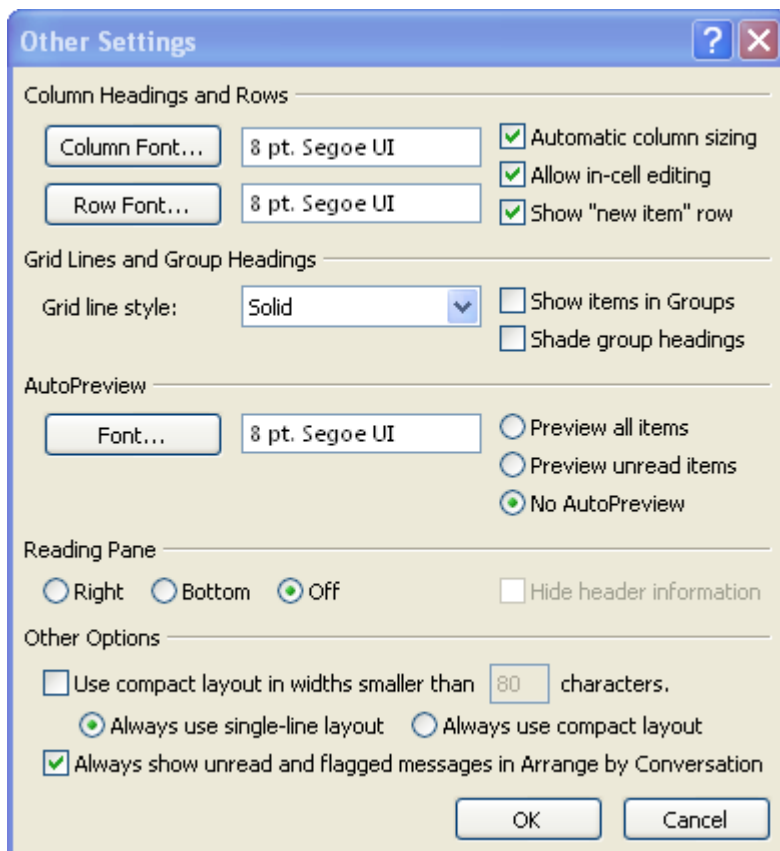 Other Settings
Column Headings and Rows
Column Font... 8 pt. Segoe UI Automatic column sizing
Allow in-cell editing
Row Font... 8 pt. Segoe UI Show "new item" row
Grid Lines and Group Headings
Grid line style: Solid Show items in Groups
Shade group headings
AutoPreview
Font... 8 pt. Segoe UI Preview all items
Preview unread items
No AutoPreview
Reading Pane
Right Bottom Off Hide header information
Other Options
Use compact layout in widths smaller than 80 characters.
Always use single-line layout Always use compact layout
Always show unread and flagged messages in Arrange by Conversation
OK Cancel